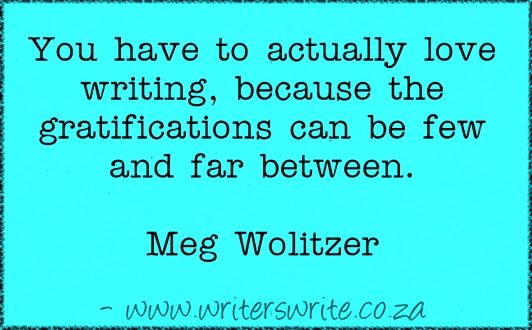 You have to actually love
writing, because the
gratifications can be few
and far between.
Meg Wolitzer
- www.writerswrite.co.za